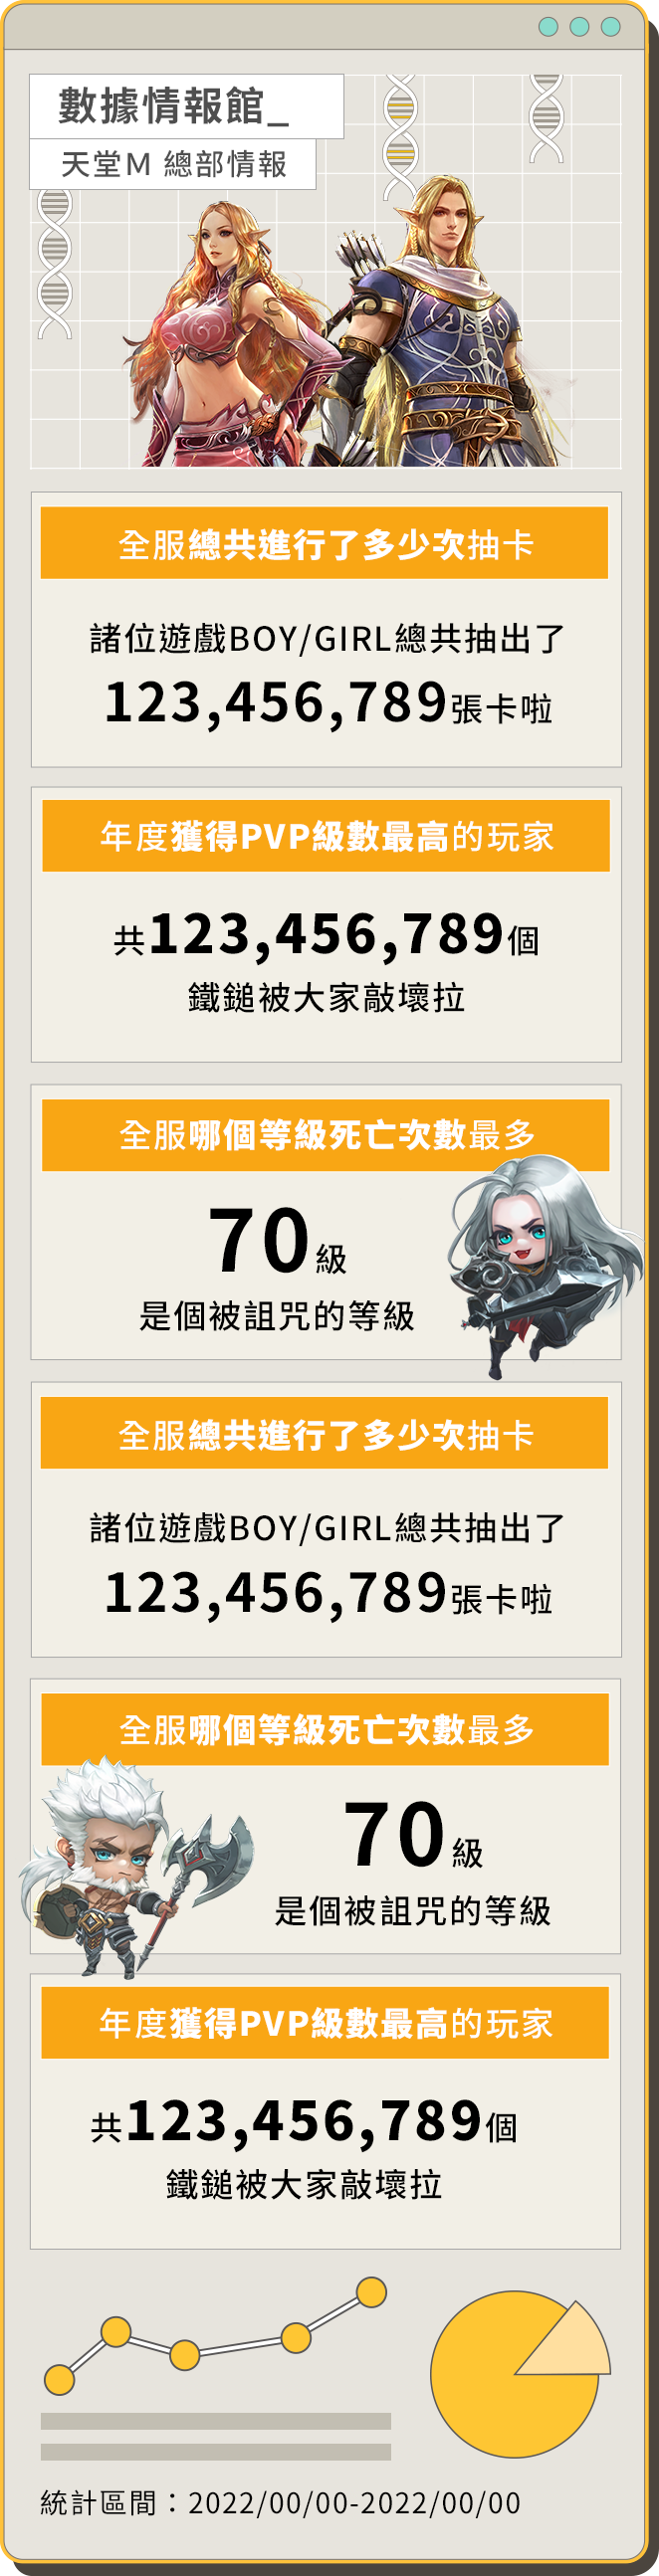 數據情報館_
天堂M 總部情報
全服總共進行了多少次抽卡
諸位遊戲BOY/GIRL總共抽出了
123,456,789張卡啦
年度獲得PVP級數最高的玩家
共123,456,789個
鐵鎚被大家敲壞拉
全服哪個等級死亡次數最多
70級
是個被詛咒的等級
全服總共進行了多少次抽卡
諸位遊戲BOY/GIRL總共抽出了
123,456,789張卡啦
全服哪個等級死亡次數最多
70級
是個被詛咒的等級
年度獲得PVP級數最高的玩家
共123,456,789個
鐵鎚被大家敲壞拉
統計區間：2022/00/00-2022/00/00